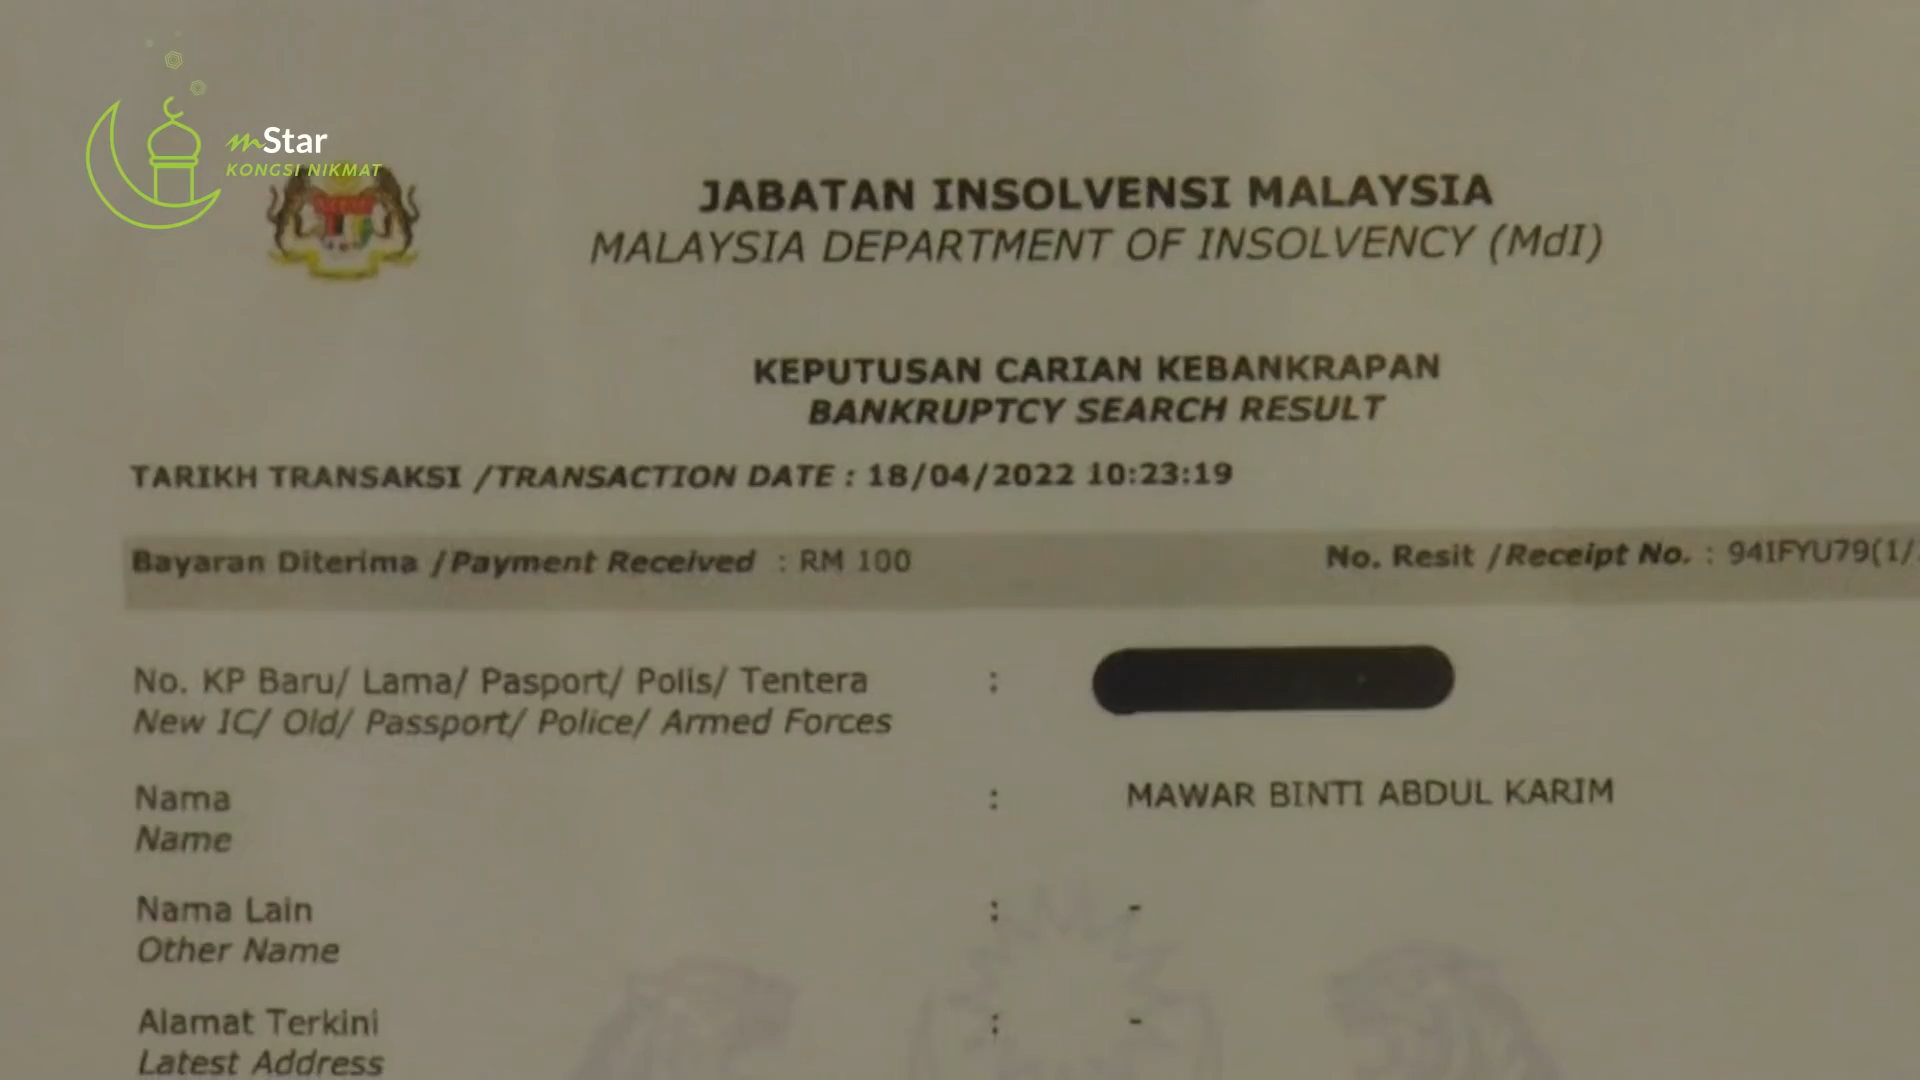 mStar
KONGSI NIKMAT
JABATAN INSOLVENSI MALAYSIA
MALAYSIA DEPARTMENT OF INSOLVENCY (MdI)
KEPUTUSAN CARIAN KEBANKRAPAN
BANKRUPTCY SEARCH RESULT
TARIKH TRANSAKSI /TRANSACTION DATE : 18/04/2022 10:23:19
Bayaran Diterima /Payment Received : RM 100 No. Resit /Receipt No. : 94IFYU79(1/
No. KP Baru/ Lama/ Pasport/ Polis/ Tentera :
New IC/ Old/ Passport/ Police/ Armed Forces
Nama : MAWAR BINTI ABDUL KARIM
Name
Nama Lain : -
Other Name
Alamat Terkini : -
Latest Address